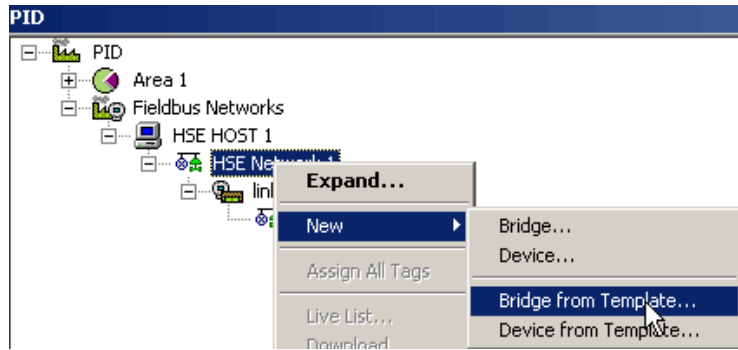 PID
PID
Area 1
Fieldbus Networks
HSE HOST 1
HSE Network 1
Expand...
New
Bridge...
Device...
Assign All Tags
Bridge from Template...
Live List...
Device from Template...
Download